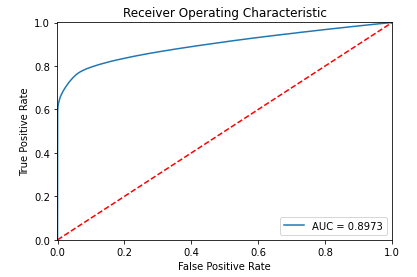 Receiver Operating Characteristic
True Positive Rate
1.0
0.8
0.6
0.4
0.2
0.0
AUC = 0.8973
0.0 0.2 0.4 0.6 0.8 1.0
False Positive Rate